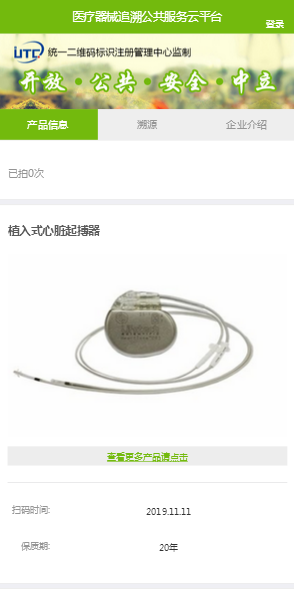 医疗器械追溯公共服务云平台
登录
UTC 统一二维码标识注册管理中心监制
开放·公共·安全·中立
产品信息 溯源 企业介绍
已拍0次
植入式心脏起搏器
查看更多产品请点击
扫码时间: 2019.11.11
保质期: 20年